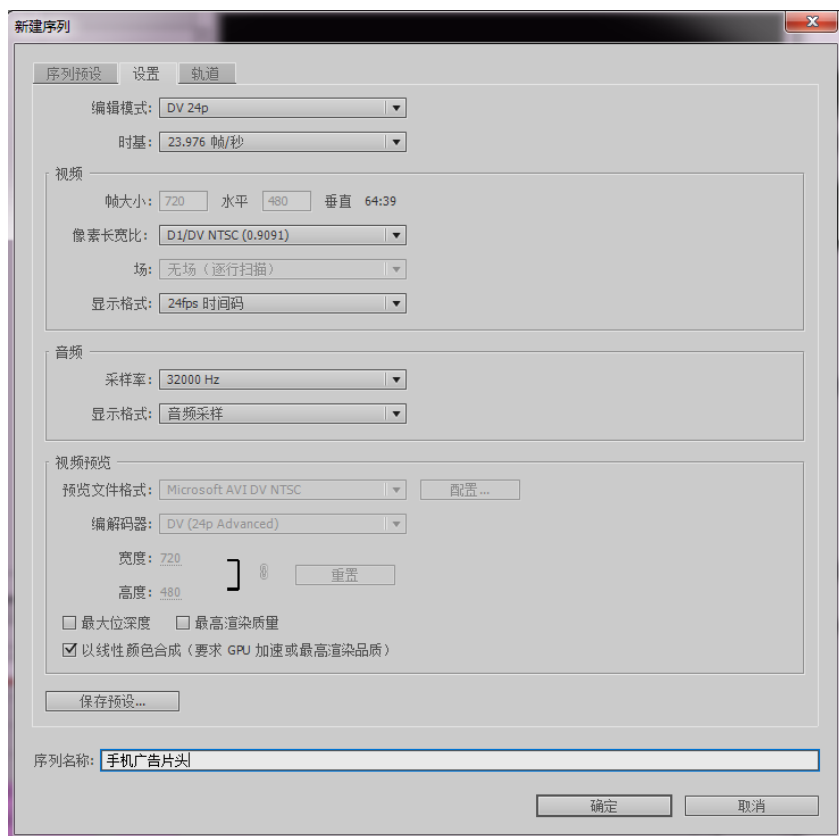 新建序列
序列预设 设置 轨道
编辑模式: DV 24p
时基: 23.976 帧/秒
视频
帧大小: 720 水平 480 垂直 64:39
像素长宽比: D1/DV NTSC (0.9091)
场: 无场（逐行扫描）
显示格式: 24fps 时间码
音频
采样率: 32000 Hz
显示格式: 音频采样
视频预览
预览文件格式: Microsoft AVI DV NTSC 配置...
编解码器: DV (24p Advanced)
宽度: 720
重置
高度: 480
最大位深度 最高渲染质量
以线性颜色合成（要求 GPU 加速或最高渲染品质）
保存预设...
序列名称: 手机广告片头
确定 取消